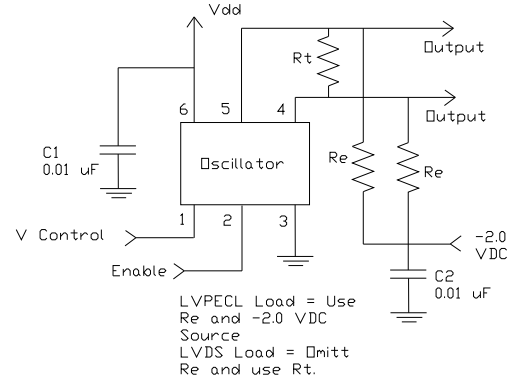 Vdd
Output
Rt
6
5
4
Output
C1
0.01 uF
Oscillator
Re
Re
1
2
3
V Control
-2.0
VDC
Enable
C2
0.01 uF
LVPECL Load = Use
Re and -2.0 VDC
Source
LVDS Load = Omitt
Re and use Rt.